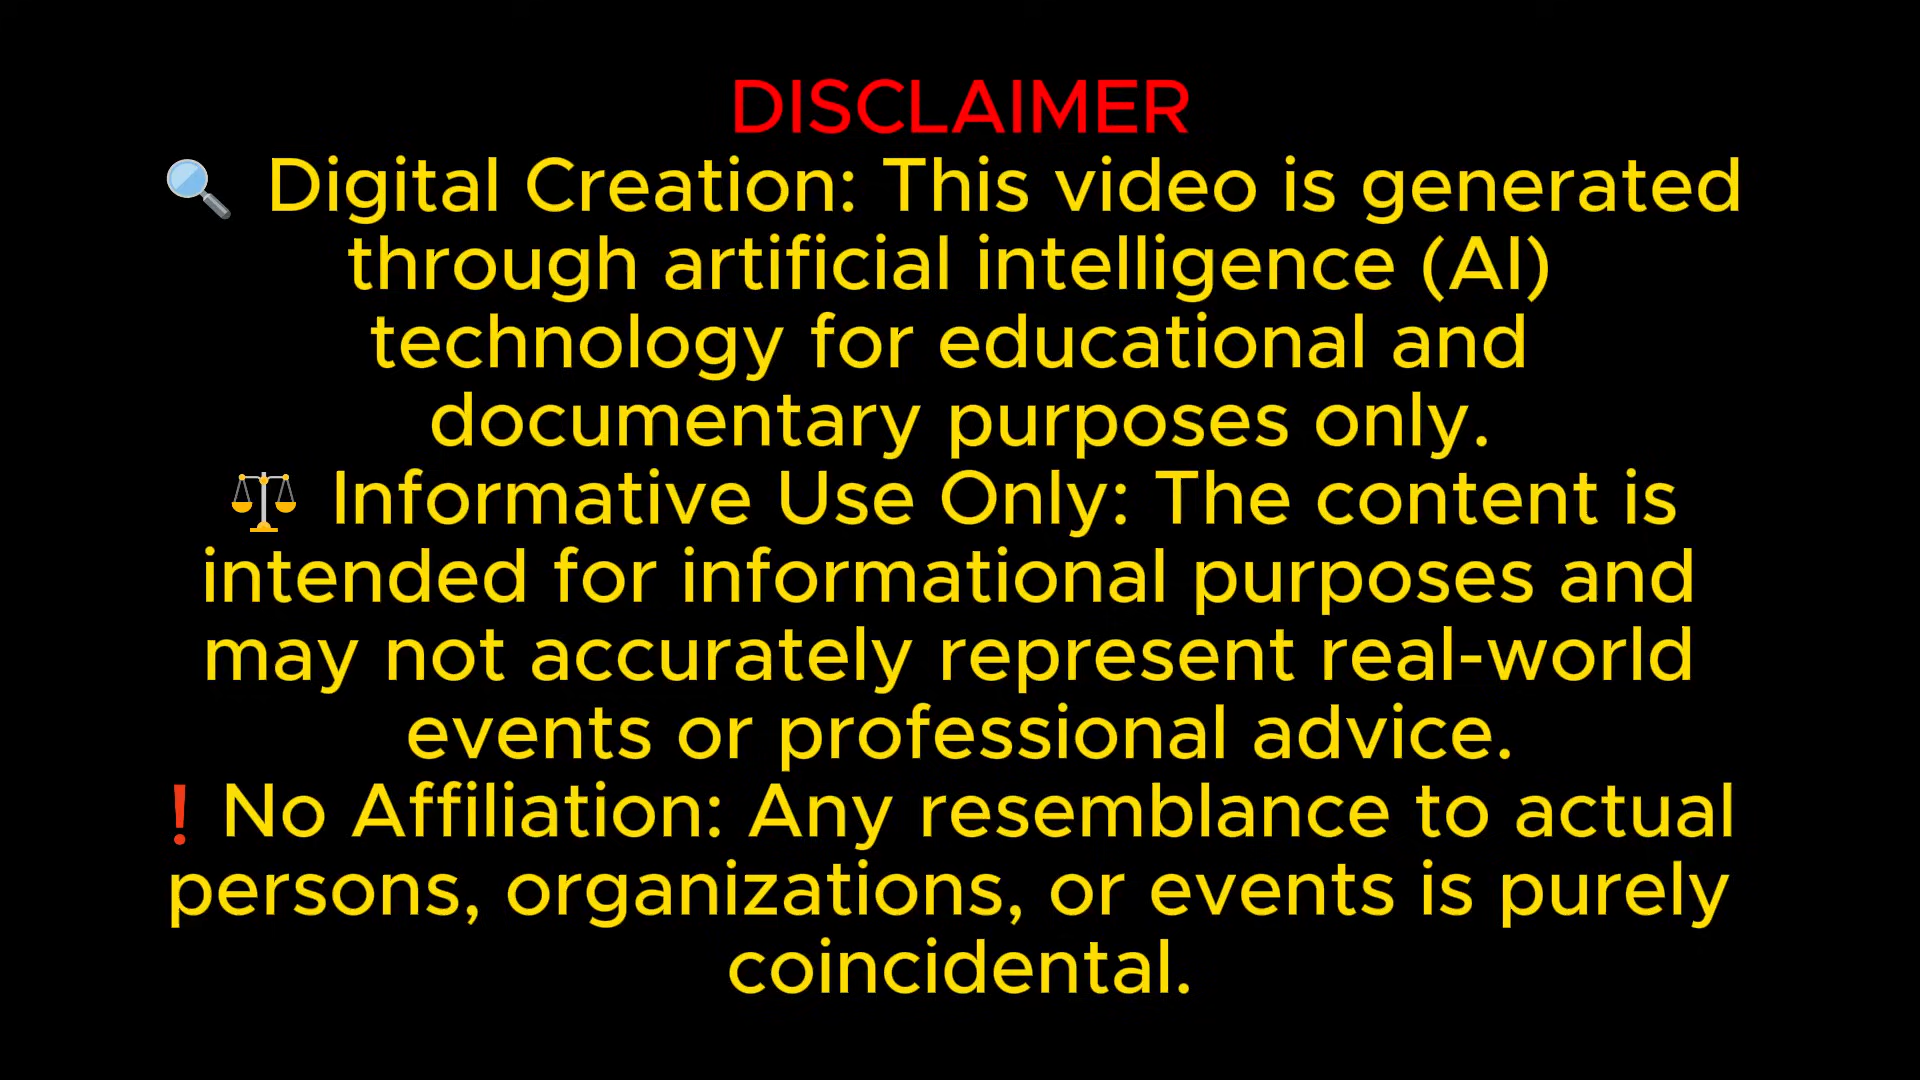 DISCLAIMER
🔍 Digital Creation: This video is generated
through artificial intelligence (AI)
technology for educational and
documentary purposes only.
⚖️ Informative Use Only: The content is
intended for informational purposes and
may not accurately represent real-world
events or professional advice.
❗ No Affiliation: Any resemblance to actual
persons, organizations, or events is purely
coincidental.